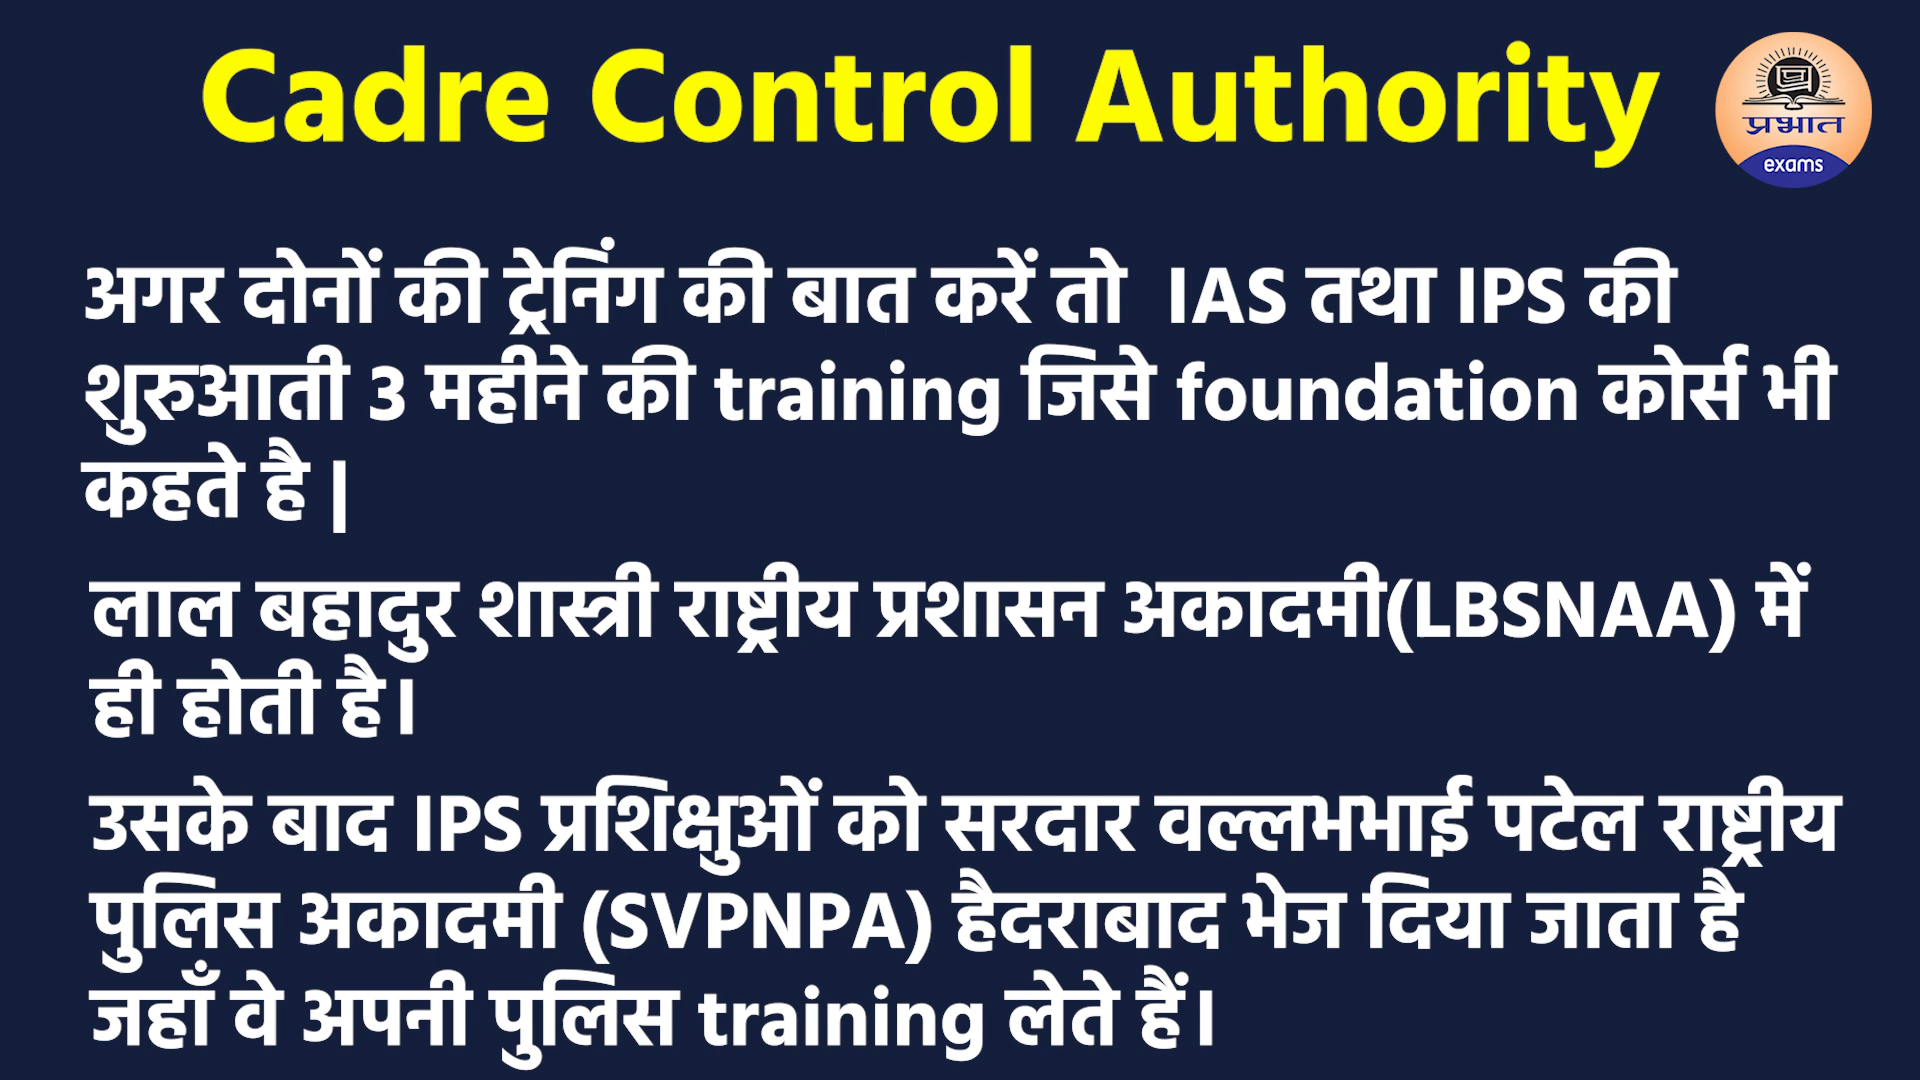 Cadre Control Authority
प्रभात
exams
अगर दोनों की ट्रेनिंग की बात करें तो IAS तथा IPS की
शुरुआती 3 महीने की training जिसे foundation कोर्स भी
कहते है |
लाल बहादुर शास्त्री राष्ट्रीय प्रशासन अकादमी(LBSNAA) में
ही होती है।
उसके बाद IPS प्रशिक्षुओं को सरदार वल्लभभाई पटेल राष्ट्रीय
पुलिस अकादमी (SVPNPA) हैदराबाद भेज दिया जाता है
जहाँ वे अपनी पुलिस training लेते हैं।